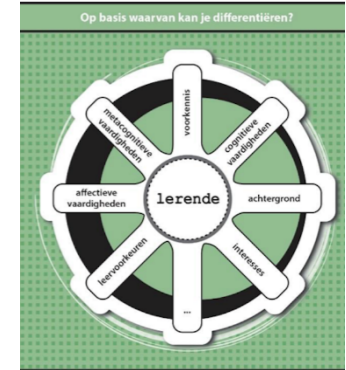 Op basis waarvan kan je differentiëren?
voorkennis
cognitieve
vaardigheden
achtergrond
interesses
...
leervoorkeuren
affectieve
vaardigheden
metacognitieve
vaardigheden
lerende